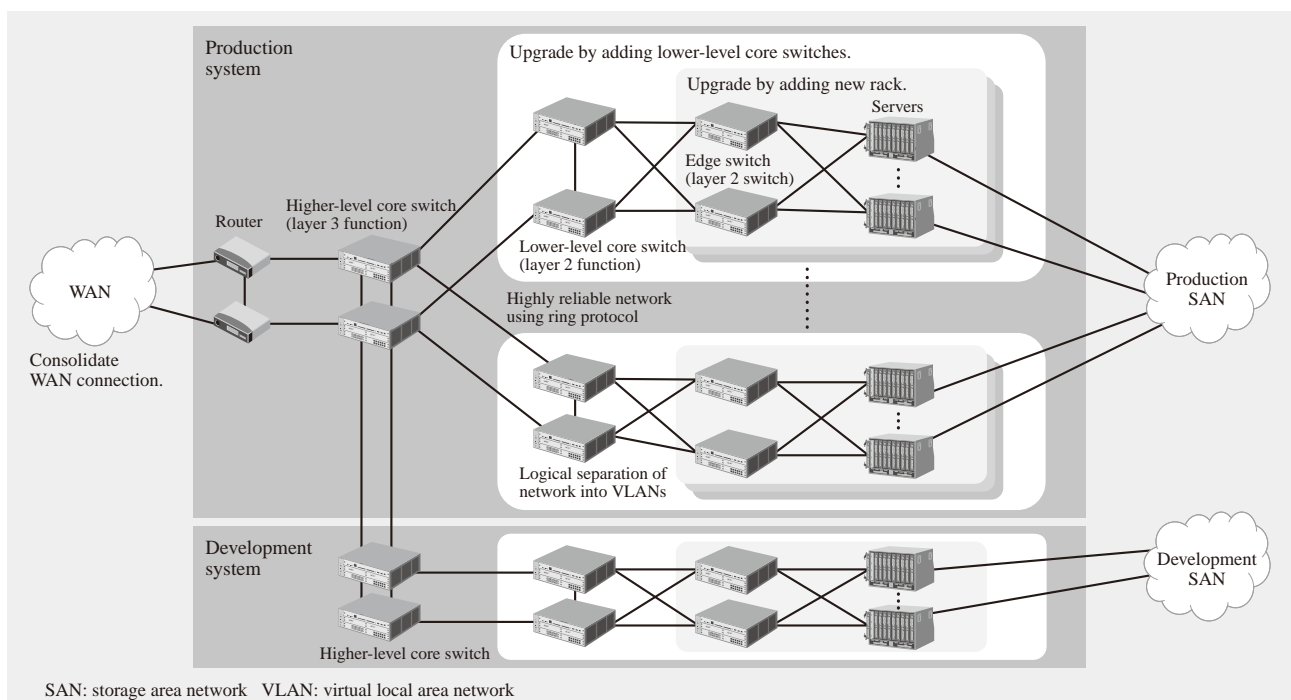 Production
system
Upgrade by adding lower-level core switches.
Upgrade by adding new rack.
Servers
Edge switch
(layer 2 switch)
Higher-level core switch
(layer 3 function)
Router
Lower-level core switch
(layer 2 function)
WAN
Production
SAN
Highly reliable network
using ring protocol
Consolidate
WAN connection.
Logical separation of
network into VLANs
Development
system
Development
SAN
Higher-level core switch
SAN: storage area network VLAN: virtual local area network